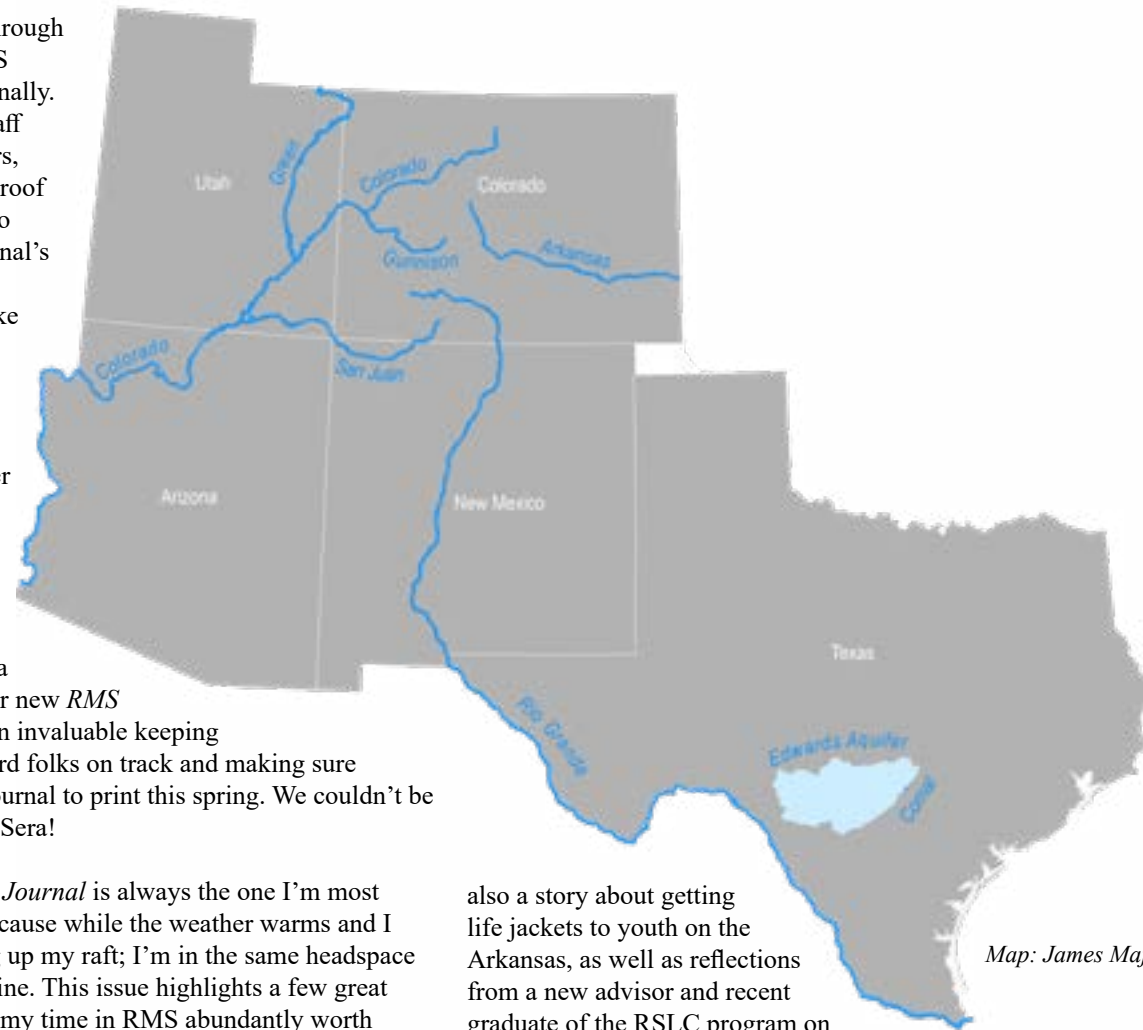 rough
S
nally.
aff
rs,
roof
o
nal's
ke
er
a
r new RMS
n invaluable keeping
rd folks on track and making sure
ournal to print this spring. We couldn't be
Sera!
Journal is always the one I'm most
cause while the weather warms and I
up my raft; I'm in the same headspace
ine. This issue highlights a few great
my time in RMS abundantly worth
Utah
Green
Colorado
Colorado
Gunnison
Arkansas
Colorado
San Juan
Arizona
New Mexico
Texas
Rio Grande
Edwards Aquifer
Comal
also a story about getting
life jackets to youth on the
Arkansas, as well as reflections
from a new advisor and recent
graduate of the RSLC program on
Map: James Maj